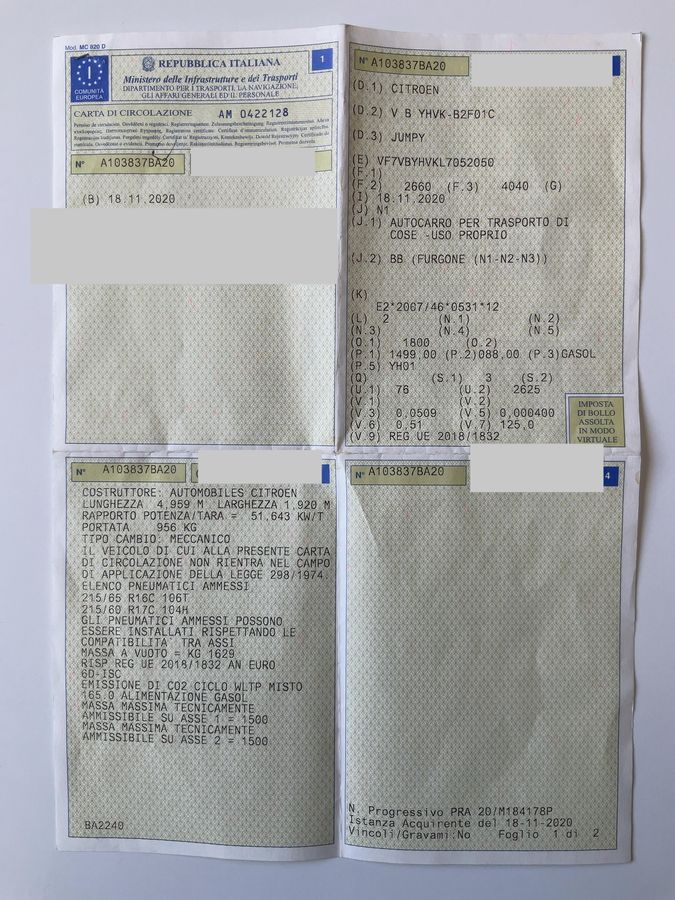 Mod. MC 820 D
I
COMUNITÀ
EUROPEA
REPUBBLICA ITALIANA
1
Ministero delle Infrastrutture e dei Trasporti
DIPARTIMENTO PER I TRASPORTI, LA NAVIGAZIONE,
GLI AFFARI GENERALI ED IL PERSONALE
CARTA DI CIRCOLAZIONE AM 0422128
N° A103837BA20
(B) 18.11.2020
N° A103837BA20
(D.1) CITROEN
(D.2) V B YHVK-B2F01C
(D.3) JUMPY
(E) VF7VBYHVKL7052050
(F.1)
(F.2) 2660 (F.3) 4040 (G)
(I) 18.11.2020
(J) N1
(J.1) AUTOCARRO PER TRASPORTO DI
COSE -USO PROPRIO
(J.2) BB (FURGONE (N1-N2-N3))
(K)
E2*2007/46*0531*12
(L) 2 (N.1) (N.2)
(N.3) (N.4) (N.5)
(O.1) 1800 (O.2)
(P.1) 1499,00 (P.2)088,00 (P.3)GASOL
(P.5) YH01
(Q) (S.1) 3 (S.2)
(U.1) 76 (U.2) 2625
(V.1) (V.2)
(V.3) 0,0509 (V.5) 0,000400
(V.6) 0,51 (V.7) 125,0
(V.9) REG UE 2018/1832
IMPOSTA
DI BOLLO
ASSOLTA
IN MODO
VIRTUALE
N° A103837BA20
COSTRUTTORE: AUTOMOBILES CITROEN
LUNGHEZZA 4,959 M LARGHEZZA 1,920 M
RAPPORTO POTENZA/TARA = 51,643 KW/T
PORTATA 956 KG
TIPO CAMBIO: MECCANICO
IL VEICOLO DI CUI ALLA PRESENTE CARTA
DI CIRCOLAZIONE NON RIENTRA NEL CAMPO
DI APPLICAZIONE DELLA LEGGE 298/1974.
ELENCO PNEUMATICI AMMESSI
215/65 R16C 106T
215/60 R17C 104H
GLI PNEUMATICI AMMESSI POSSONO
ESSERE INSTALLATI RISPETTANDO LE
COMPATIBILITA` TRA ASSI
MASSA A VUOTO = KG 1629
RISP REG UE 2018/1832 AN EURO
6D-ISC
EMISSIONE DI CO2 CICLO WLTP MISTO
165.0 ALIMENTAZIONE GASOL
MASSA MASSIMA TECNICAMENTE
AMMISSIBILE SU ASSE 1 = 1500
MASSA MASSIMA TECNICAMENTE
AMMISSIBILE SU ASSE 2 = 1500
BA2240
N° A103837BA20
4
N. Progressivo PRA 20/M184178P
Istanza Acquirente del 18-11-2020
Vincoli/Gravami:No Foglio 1 di 2